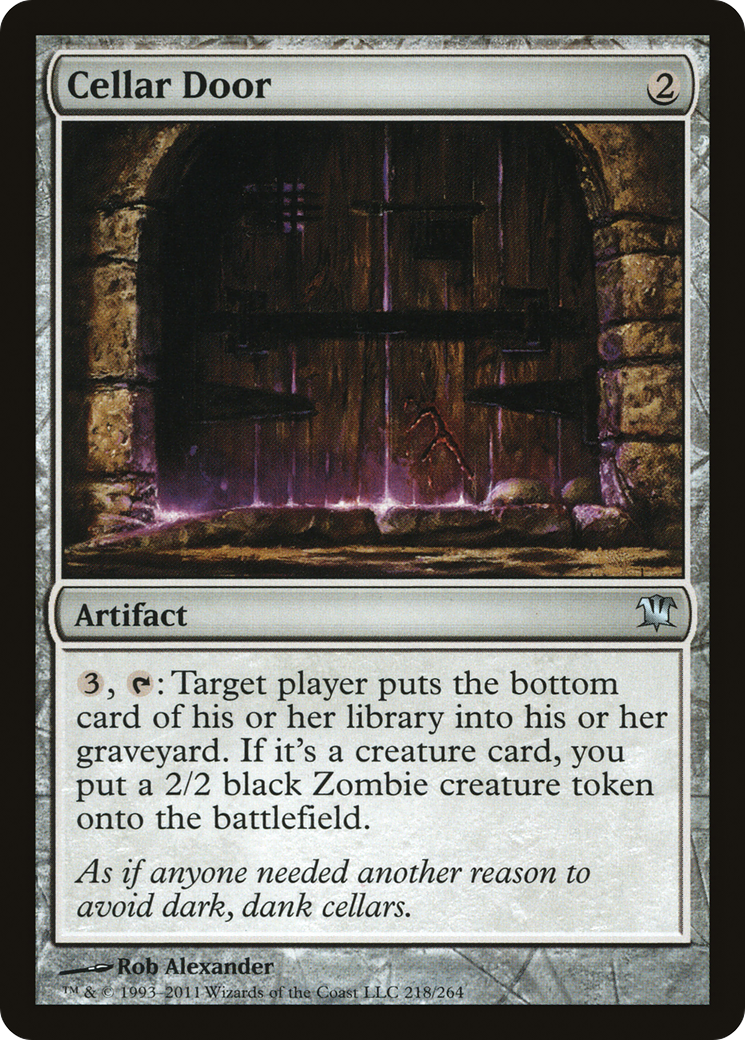 Cellar Door 2
Artifact
3, : Target player puts the bottom
card of his or her library into his or her
graveyard. If it's a creature card, you
put a 2/2 black Zombie creature token
onto the battlefield.
As if anyone needed another reason to
avoid dark, dank cellars.
Rob Alexander
™ & © 1993–2011 Wizards of the Coast LLC 218/264